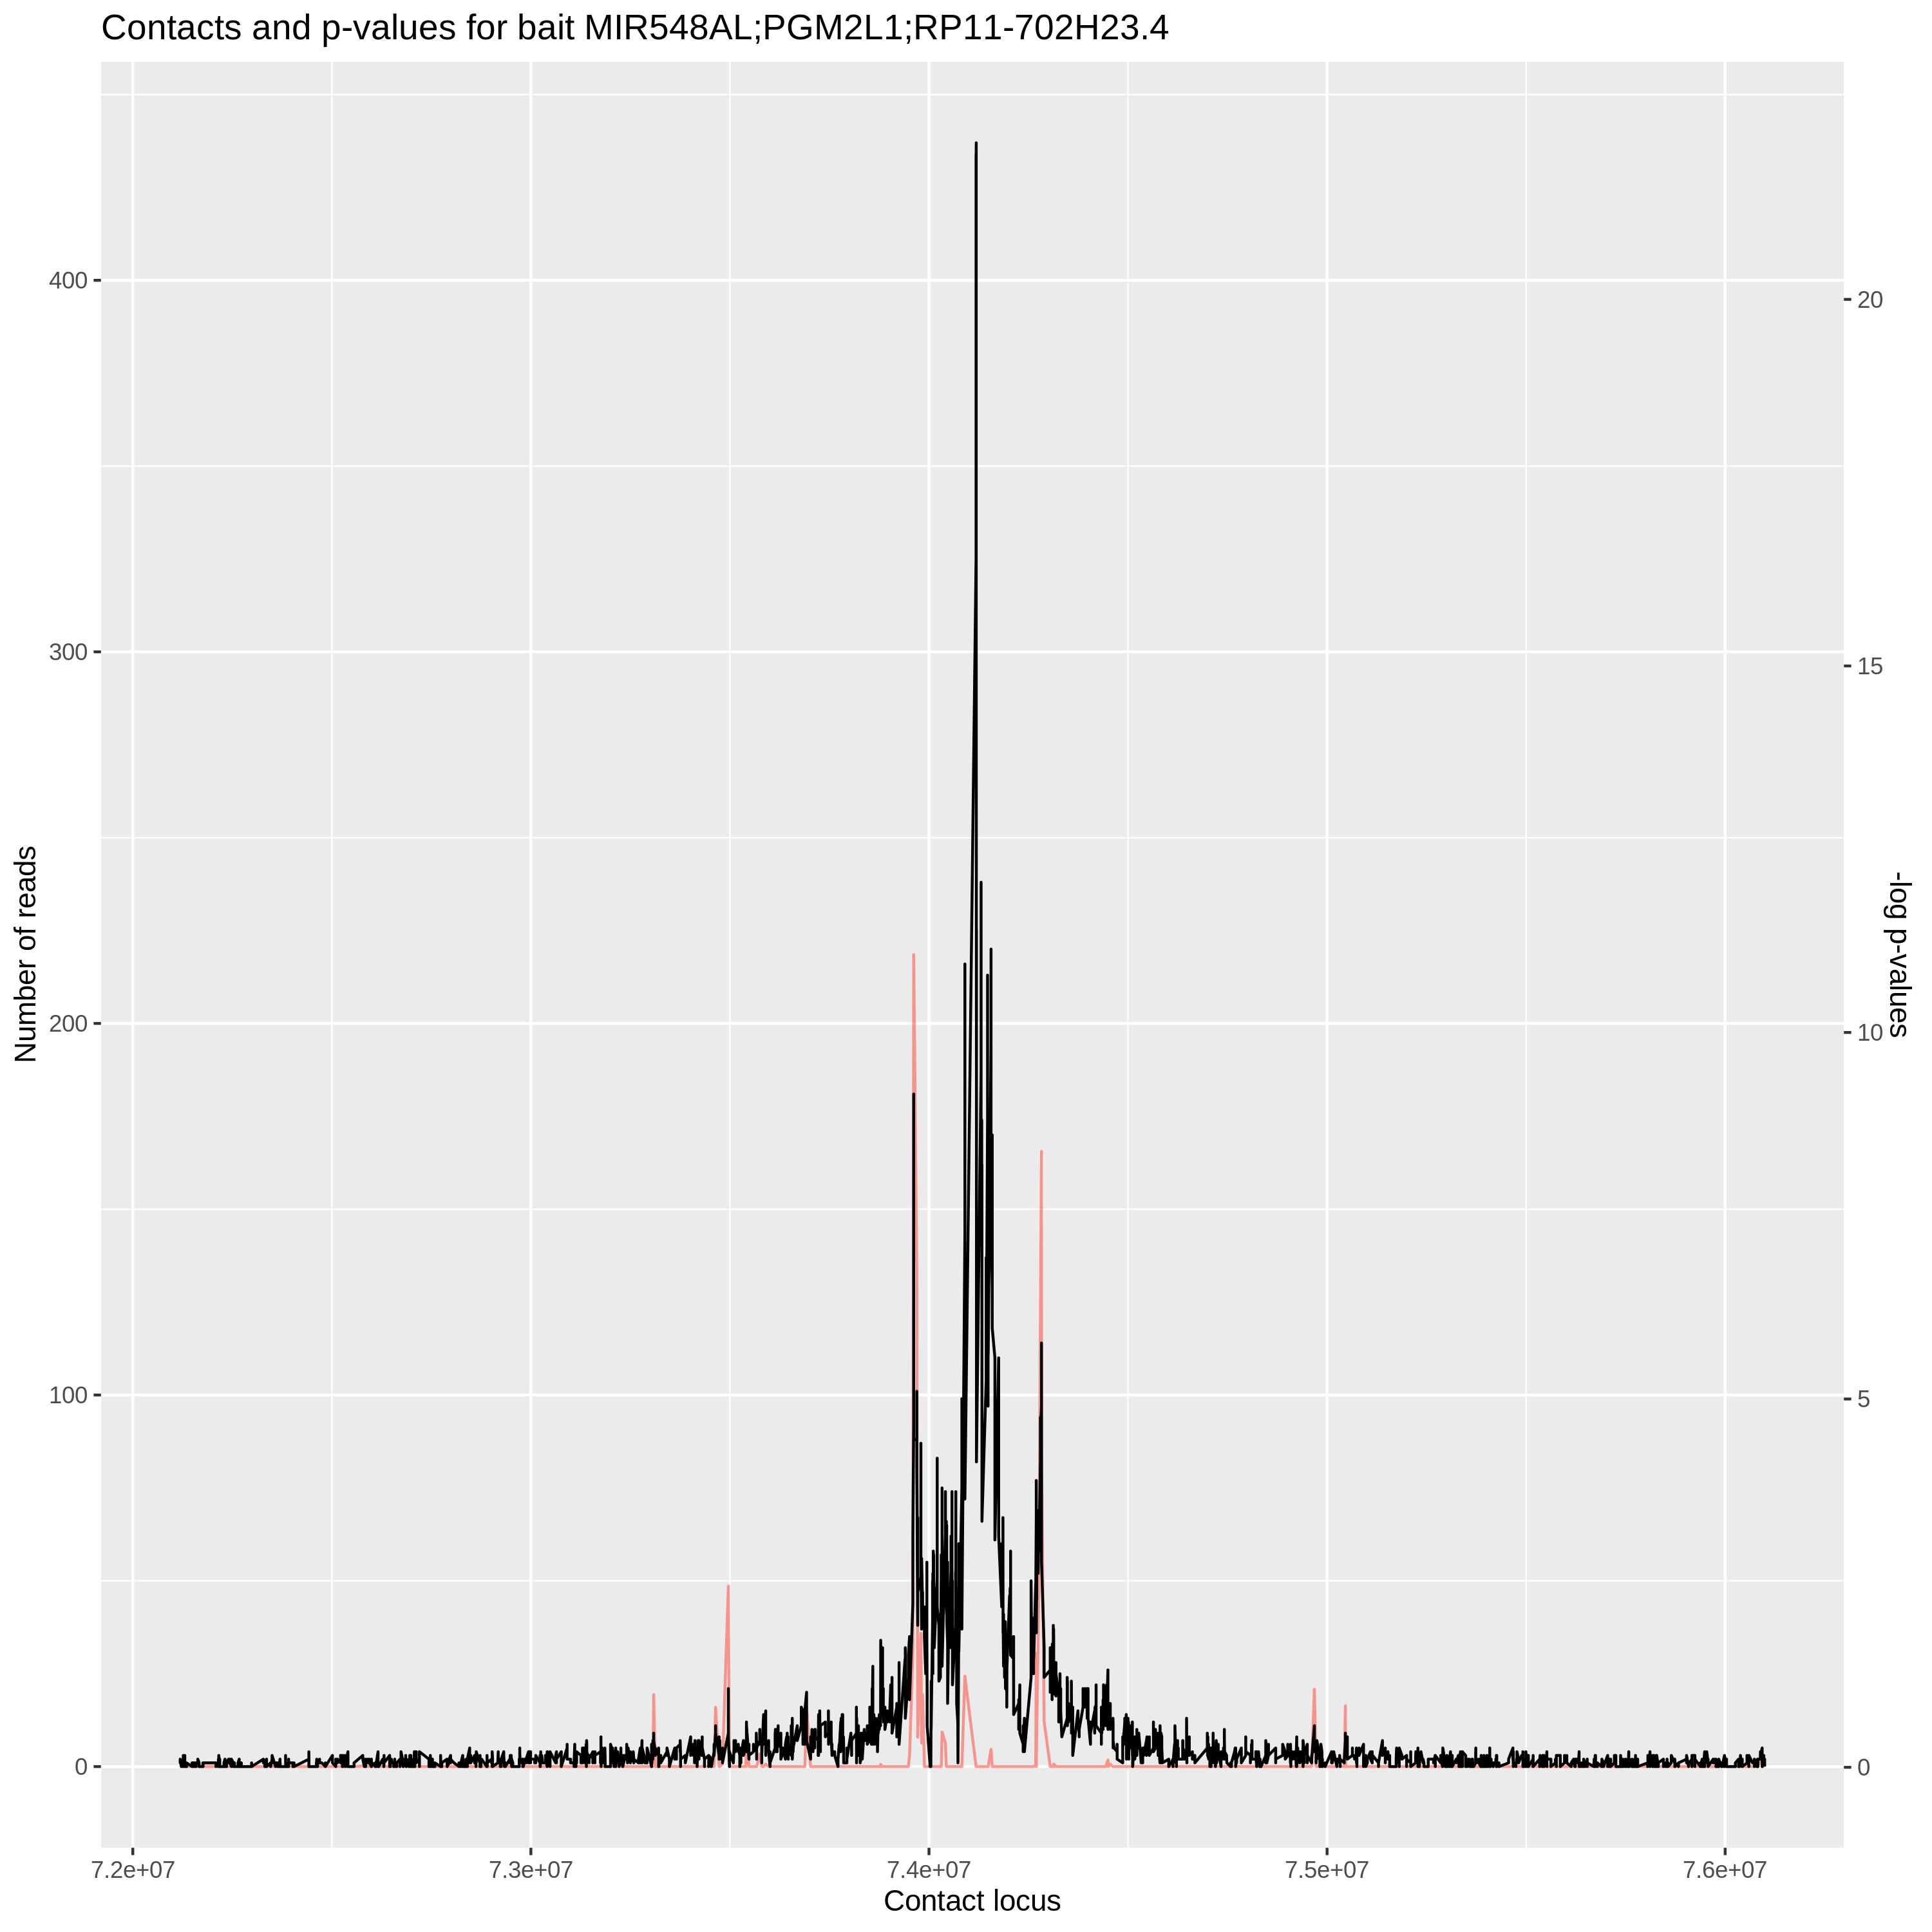 Contacts and p-values for bait MIR548AL;PGM2L1;RP11-702H23.4
Number of reads
400
300
200
100
0
20
15
10
5
0
-log p-values
7.2e+07 7.3e+07 7.4e+07 7.5e+07 7.6e+07
Contact locus